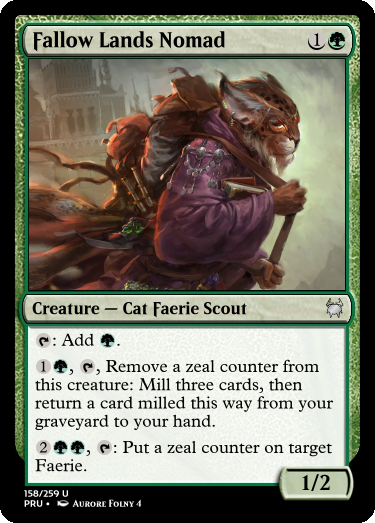 Fallow Lands Nomad 1
Creature — Cat Faerie Scout
: Add .
1 , , Remove a zeal counter from
this creature: Mill three cards, then
return a card milled this way from your
graveyard to your hand.
2 , : Put a zeal counter on target
Faerie.
1/2
158/259 U
PRU • Aurore Folny 4